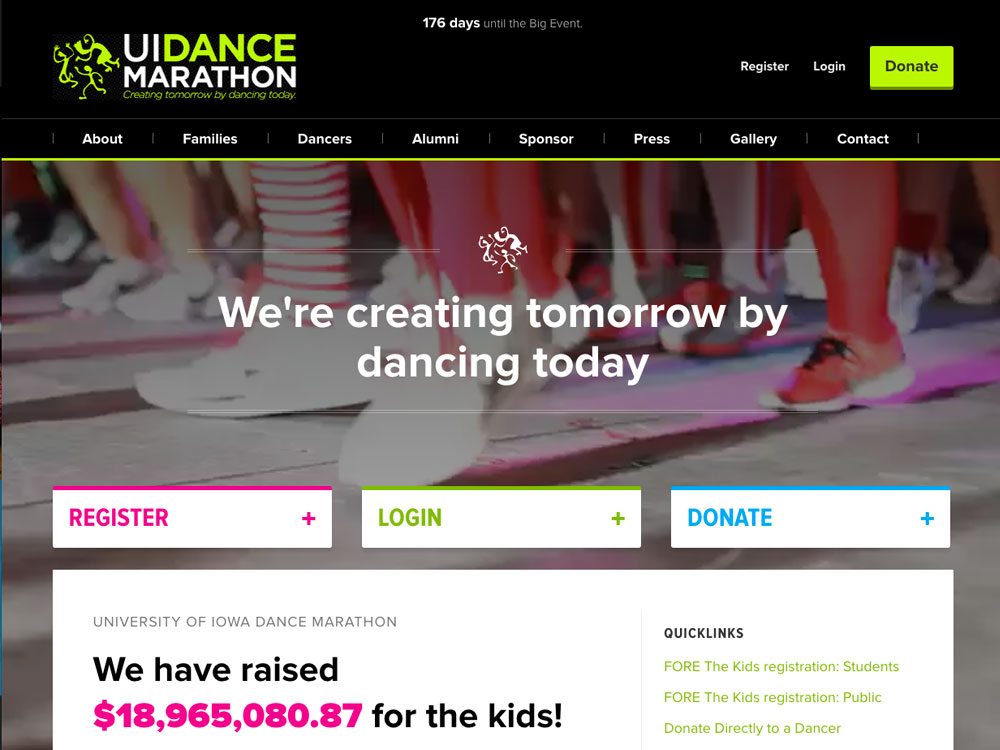 176 days until the Big Event.
UIDANCE
MARATHON
Creating tomorrow by dancing today.
Register Login Donate
About Families Dancers Alumni Sponsor Press Gallery Contact
We're creating tomorrow by
dancing today
REGISTER +
LOGIN +
DONATE +
UNIVERSITY OF IOWA DANCE MARATHON
We have raised
$18,965,080.87 for the kids!
QUICKLINKS
FORE The Kids registration: Students
FORE The Kids registration: Public
Donate Directly to a Dancer